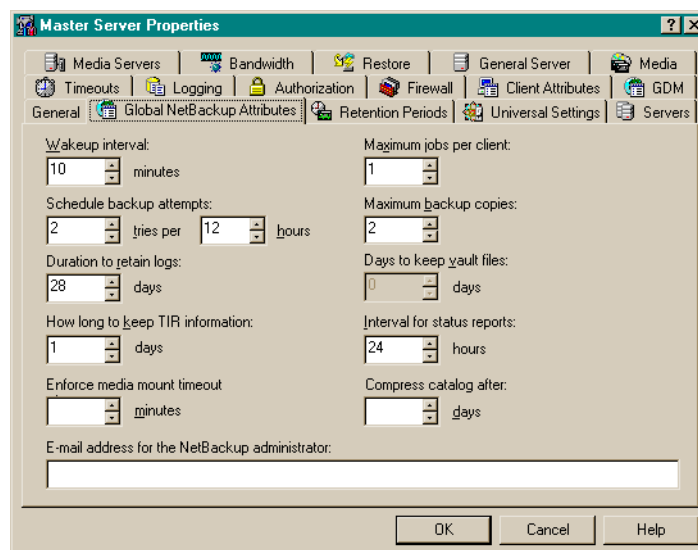 Master Server Properties
Media Servers Bandwidth Restore General Server Media
Timeouts Logging Authorization Firewall Client Attributes GDM
General Global NetBackup Attributes Retention Periods Universal Settings Servers
Wakeup interval: Maximum jobs per client:
10 minutes 1
Schedule backup attempts: Maximum backup copies:
2 tries per 12 hours 2
Duration to retain logs: Days to keep vault files:
28 days 0 days
How long to keep TIR information: Interval for status reports:
1 days 24 hours
Enforce media mount timeout Compress catalog after:
minutes days
E-mail address for the NetBackup administrator:
OK Cancel Help